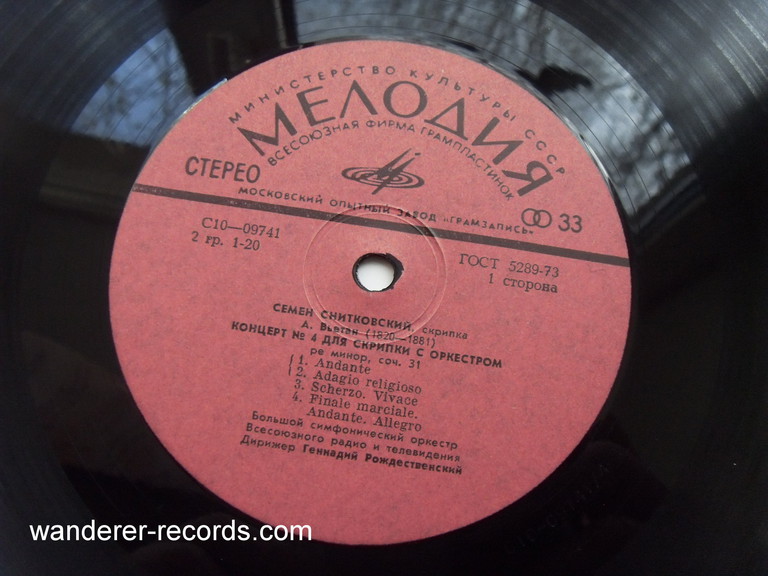 МИНИСТЕРСТВО КУЛЬТУРЫ СССР
МЕЛОДИЯ
ВСЕСОЮЗНАЯ ФИРМА ГРАМПЛАСТИНОК
СТЕРЕО
33
МОСКОВСКИЙ ОПЫТНЫЙ ЗАВОД «ГРАМЗАПИСЬ»
С10—09741
2 гр. 1-20
ГОСТ 5289-73
1 сторона
СЕМЕН СНИТКОВСКИЙ, скрипка
А. Вьетан (1820—1881)
КОНЦЕРТ № 4 ДЛЯ СКРИПКИ С ОРКЕСТРОМ
ре минор, соч. 31
1. Andante
2. Adagio religioso
3. Scherzo. Vivace
4. Finale marciale.
Andante. Allegro
Большой симфонический оркестр
Всесоюзного радио и телевидения
Дирижер Геннадий Рождественский
wanderer-records.com